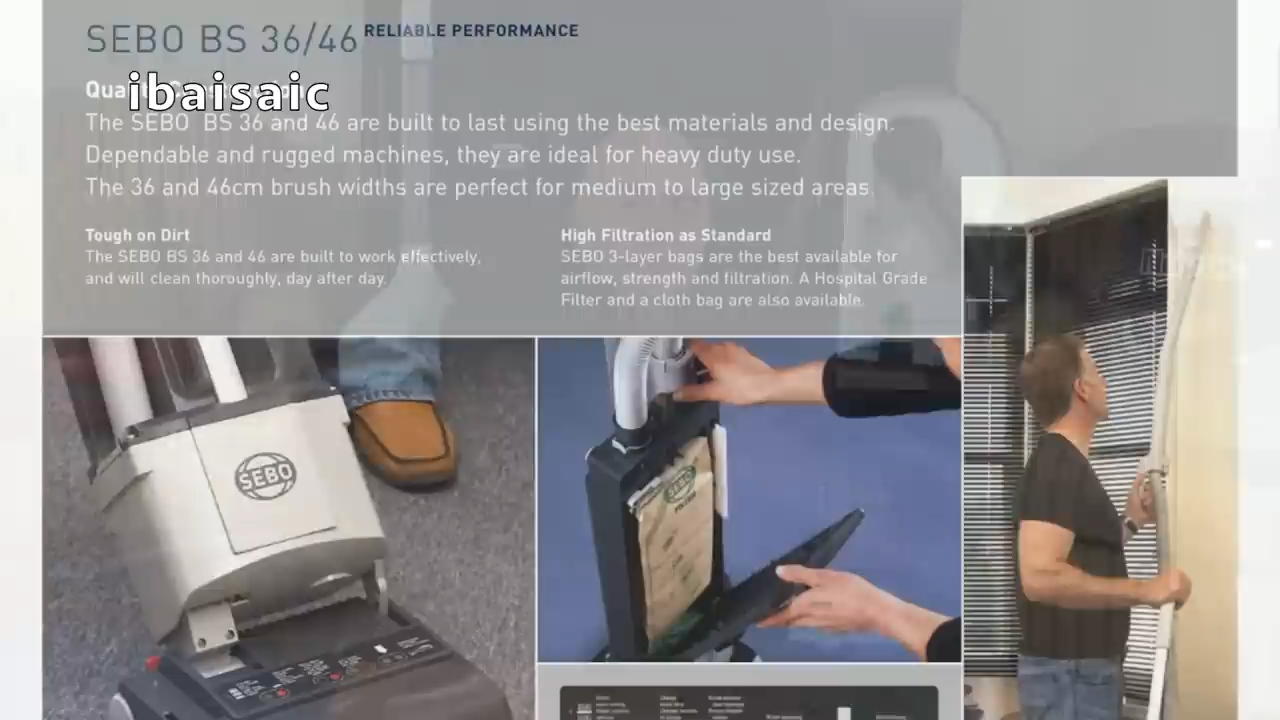 SEBO BS 36/46 RELIABLE PERFORMANCE
ibaisaic
The SEBO BS 36 and 46 are built to last using the best materials and design.
Dependable and rugged machines, they are ideal for heavy duty use.
The 36 and 46cm brush widths are perfect for medium to large sized areas.
Tough on Dirt
The SEBO BS 36 and 46 are built to work effectively,
and will clean thoroughly, day after day.
High Filtration as Standard
SEBO 3-layer bags are the best available for
airflow, strength and filtration. A Hospital Grade
Filter and a cloth bag are also available.
SEBO
SEBO